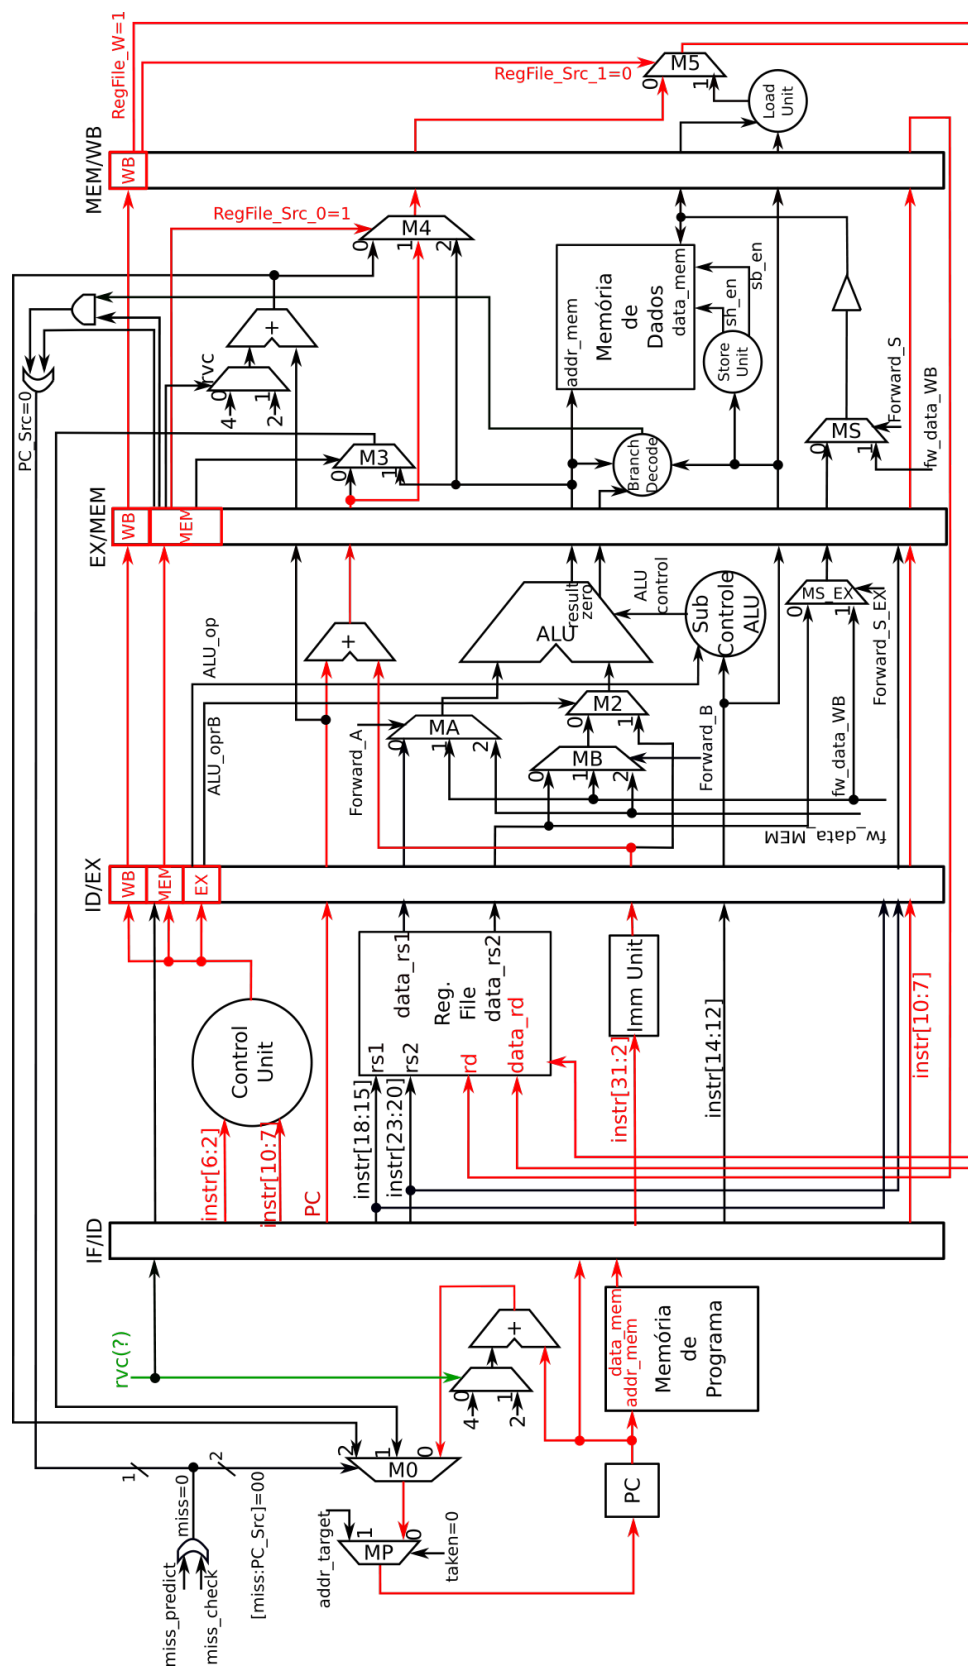 miss_predict
miss_check
miss=0
1
2
[miss:PC_Src]=00
addr_target
taken=0
MP
1
0
M0
2
1
0
PC
rvc(?)
4
2
0
1
+
data_mem
addr_mem
Memória
de
Programa
IF/ID
instr[6:2]
instr[10:7]
PC
instr[18:15]
instr[23:20]
instr[31:2]
instr[14:12]
instr[10:7]
Control
Unit
rs1
rs2
rd
data_rd
Reg.
File
data_rs1
data_rs2
Imm Unit
ID/EX
WB
MEM
EX
ALU_oprB
ALU_op
Forward_A
MA
0
1
2
MB
0
1
2
M2
0
1
Forward_B
fw_data_MEM
fw_data_WB
+
ALU
result
zero
ALU
control
Sub
Controle
ALU
MS_EX
0
1
Forward_S_EX
EX/MEM
WB
MEM
PC_Src=0
rvc
0
1
4
2
+
M3
0
1
Branch
Decode
Store
Unit
sh_en
sb_en
addr_mem
Memória
de
Dados
data_mem
MS
0
1
Forward_S
fw_data_WB
RegFile_Src_0=1
M4
0
1
2
MEM/WB
WB
RegFile_W=1
RegFile_Src_1=0
M5
0
1
Load
Unit